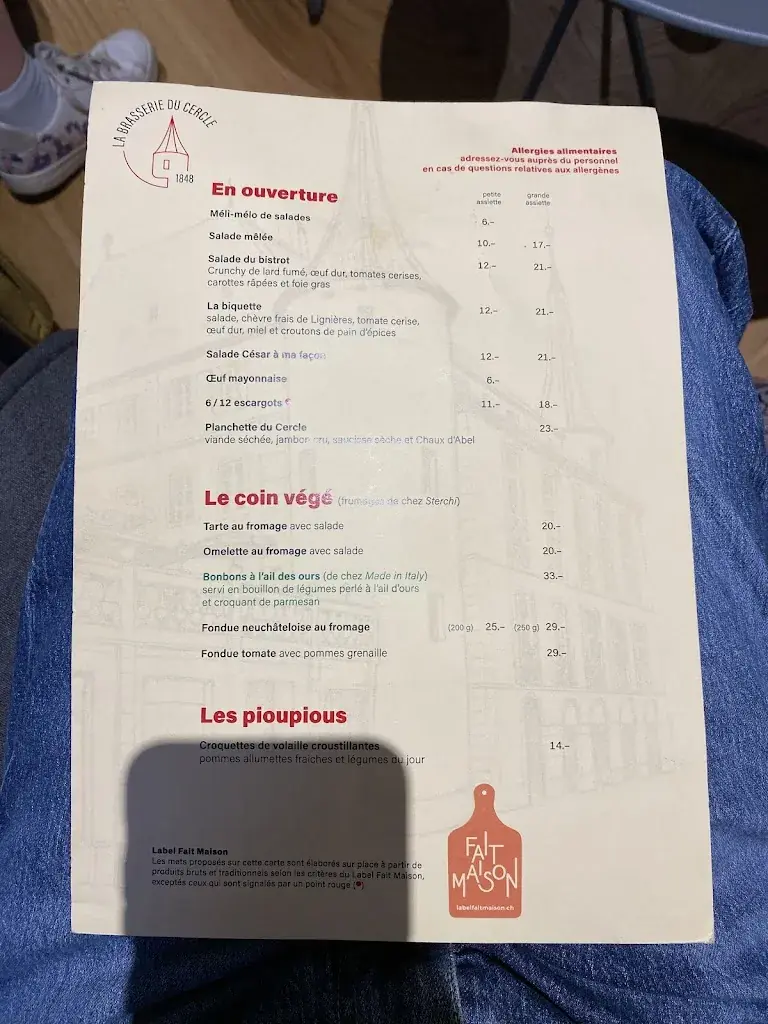 LA BRASSERIE DU CERCLE
1848
Allergies alimentaires
adressez-vous auprès du personnel
en cas de questions relatives aux allergènes
En ouverture
petite assiette
grande assiette
Méli-mélo de salades 6.–
Salade mêlée 10.– 17.–
Salade du bistrot 12.– 21.–
Crunchy de lard fumé, œuf dur, tomates cerises,
carottes râpées et foie gras
La biquette 12.– 21.–
salade, chèvre frais de Lignières, tomate cerise,
œuf dur, miel et croutons de pain d'épices
Salade César à ma façon 12.– 21.–
Œuf mayonnaise 6.–
6 / 12 escargots 11.– 18.–
Planchette du Cercle 23.–
viande séchée, jambon cru, saucisse sèche et Chaux d'Abel
Le coin végé (fromages de chez Sterchi)
Tarte au fromage avec salade 20.–
Omelette au fromage avec salade 20.–
Bonbons à l'ail des ours (de chez Made in Italy) 33.–
servi en bouillon de légumes perlé à l'ail d'ours
et croquant de parmesan
Fondue neuchâteloise au fromage (200 g) 25.– (250 g) 29.–
Fondue tomate avec pommes grenaille 29.–
Les pioupious
Croquettes de volaille croustillantes 14.–
pommes allumettes fraiches et légumes du jour
Label Fait Maison
Les mets proposés sur cette carte sont élaborés sur place à partir de
produits bruts et traditionnels selon les critères du Label Fait Maison,
exceptés ceux qui sont signalés par un point rouge (•)
FAIT
MAISON
labelfaitmaison.ch